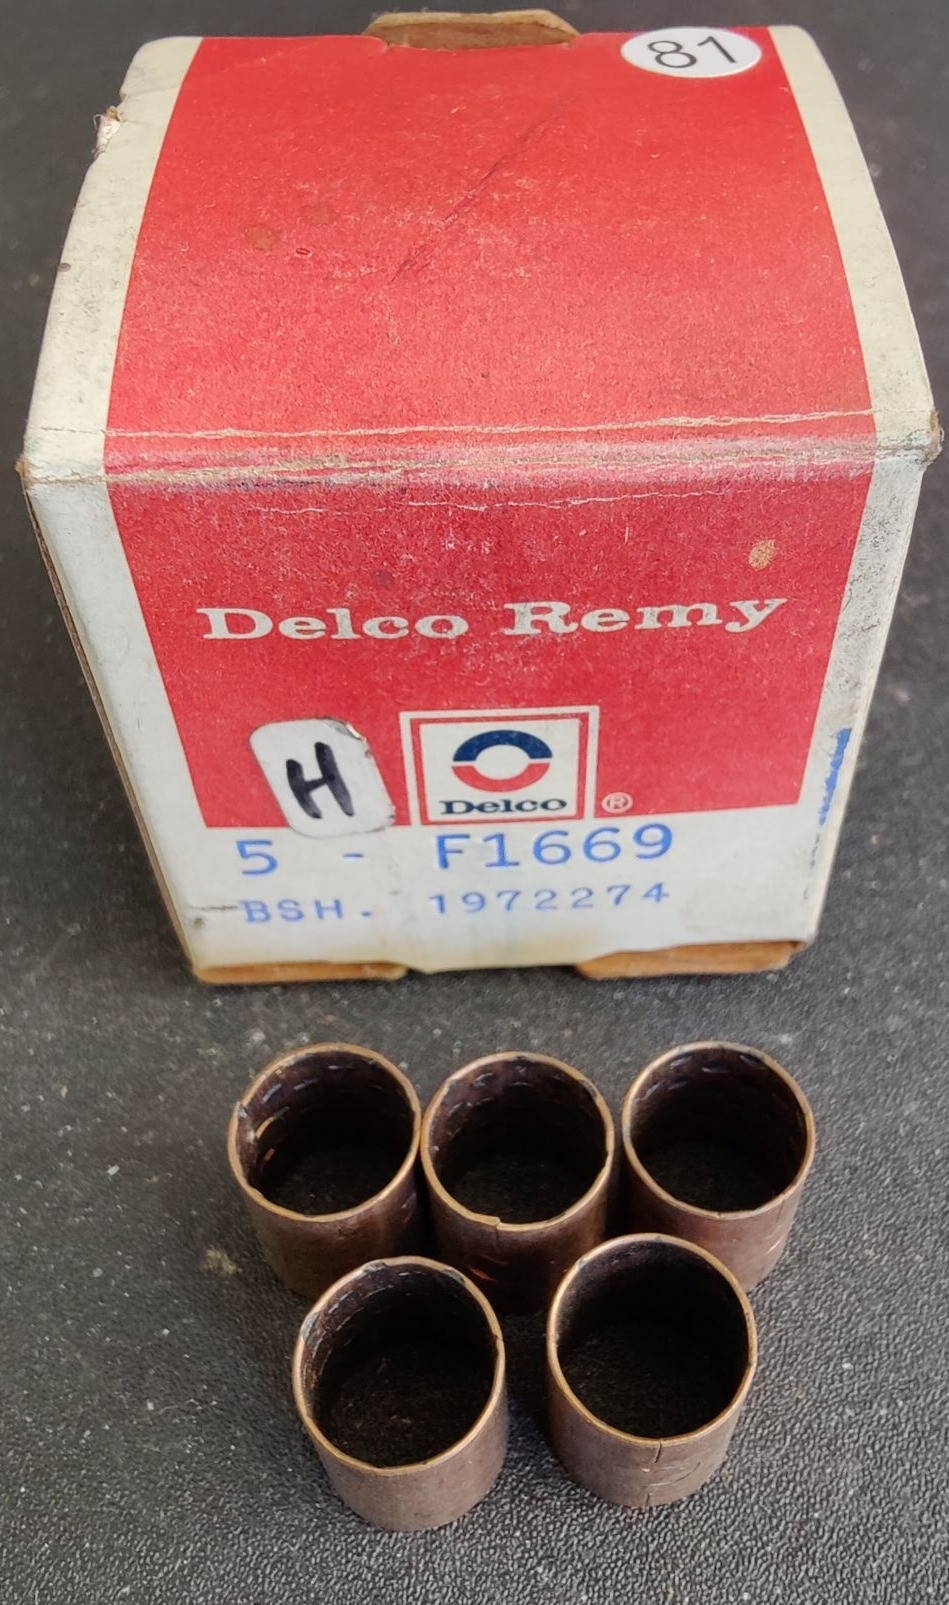 81
Delco Remy
H
Delco ®
5 - F1669
BSH. 1972274